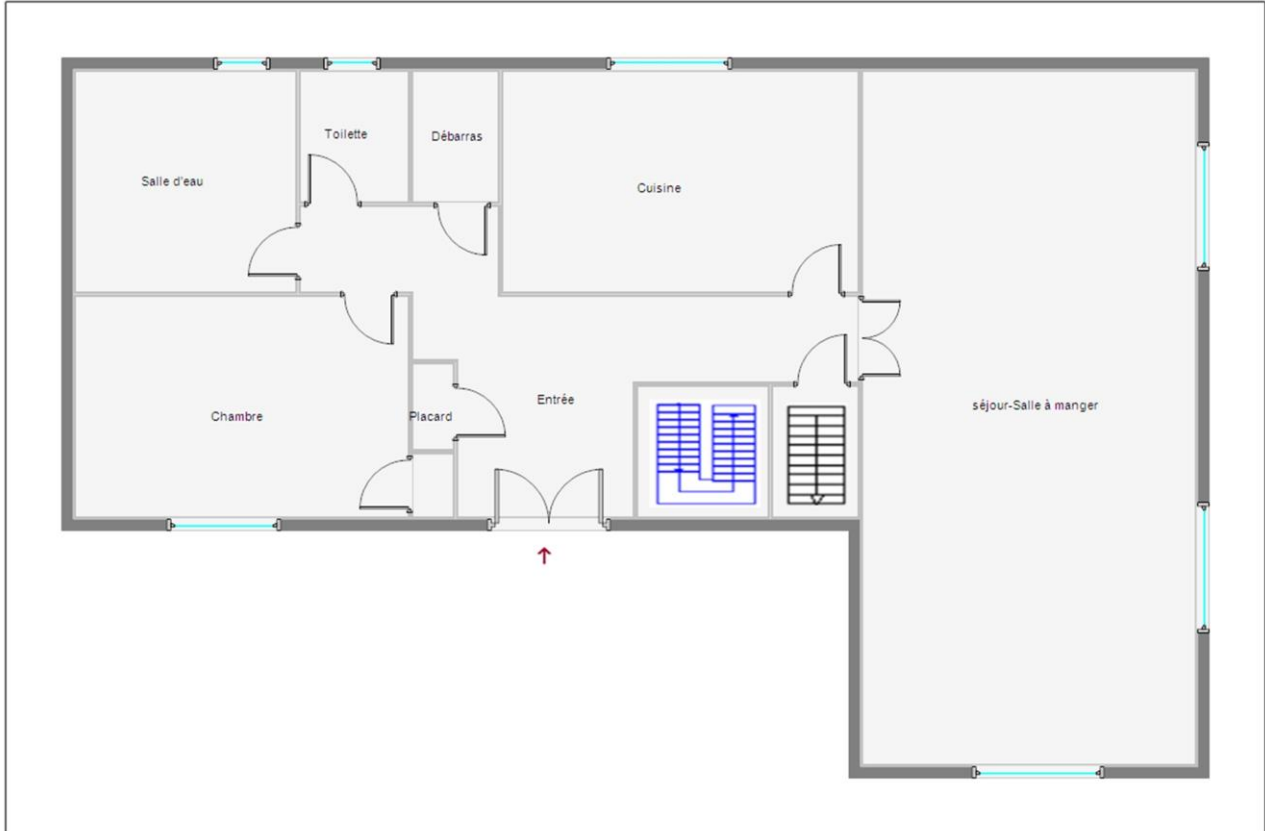 Toilette
Débarras
Salle d'eau
Cuisine
Chambre
Placard
Entrée
séjour-Salle à manger